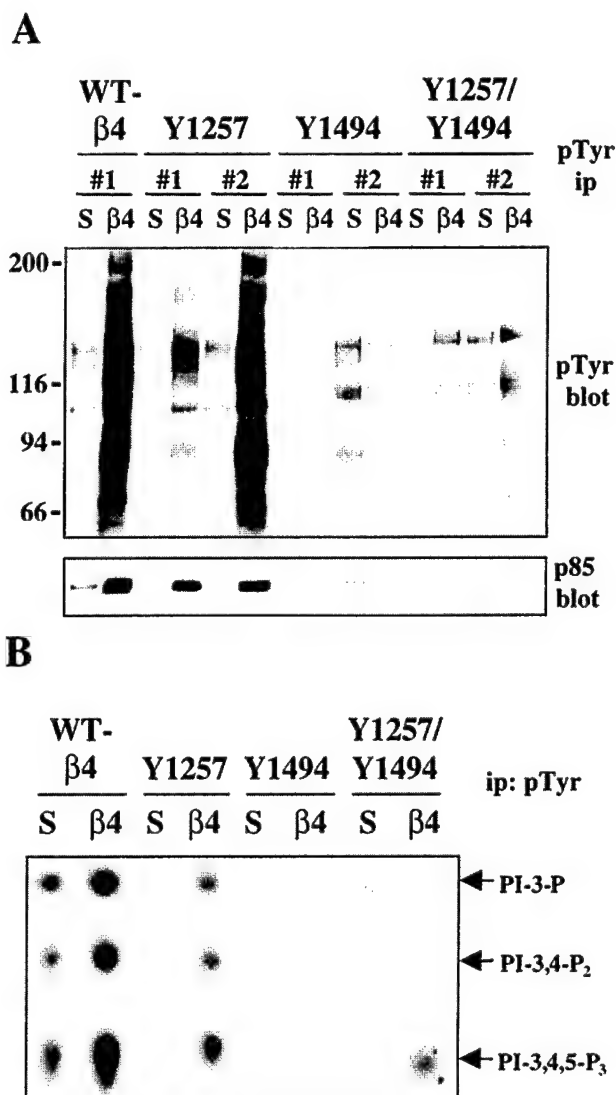 A
WT-
β4 Y1257 Y1494 Y1257/
Y1494 pTyr
ip
#1 #1 #2 #1 #2 #1 #2
S β4 S β4 S β4 S β4 S β4 S β4 S β4
200-
116-
94-
66-
pTyr
blot
p85
blot
B
WT-
β4 Y1257 Y1494 Y1257/
Y1494 ip: pTyr
S β4 S β4 S β4 S β4
PI-3-P
PI-3,4-P2
PI-3,4,5-P3